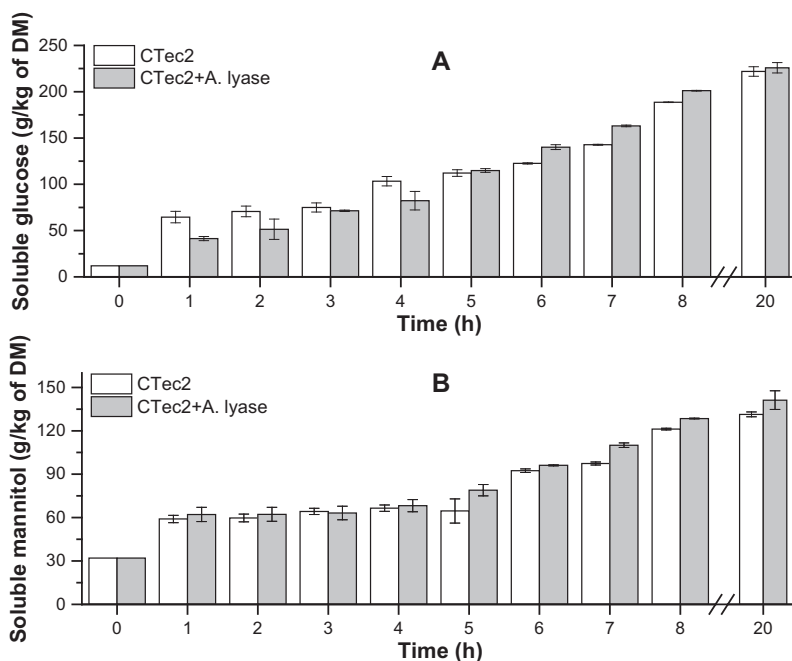 A
CTec2
CTec2+A. lyase
Soluble glucose (g/kg of DM)
250
200
150
100
50
0
0 1 2 3 4 5 6 7 8 20
Time (h)
B
CTec2
CTec2+A. lyase
Soluble mannitol (g/kg of DM)
150
120
90
60
30
0
0 1 2 3 4 5 6 7 8 20
Time (h)